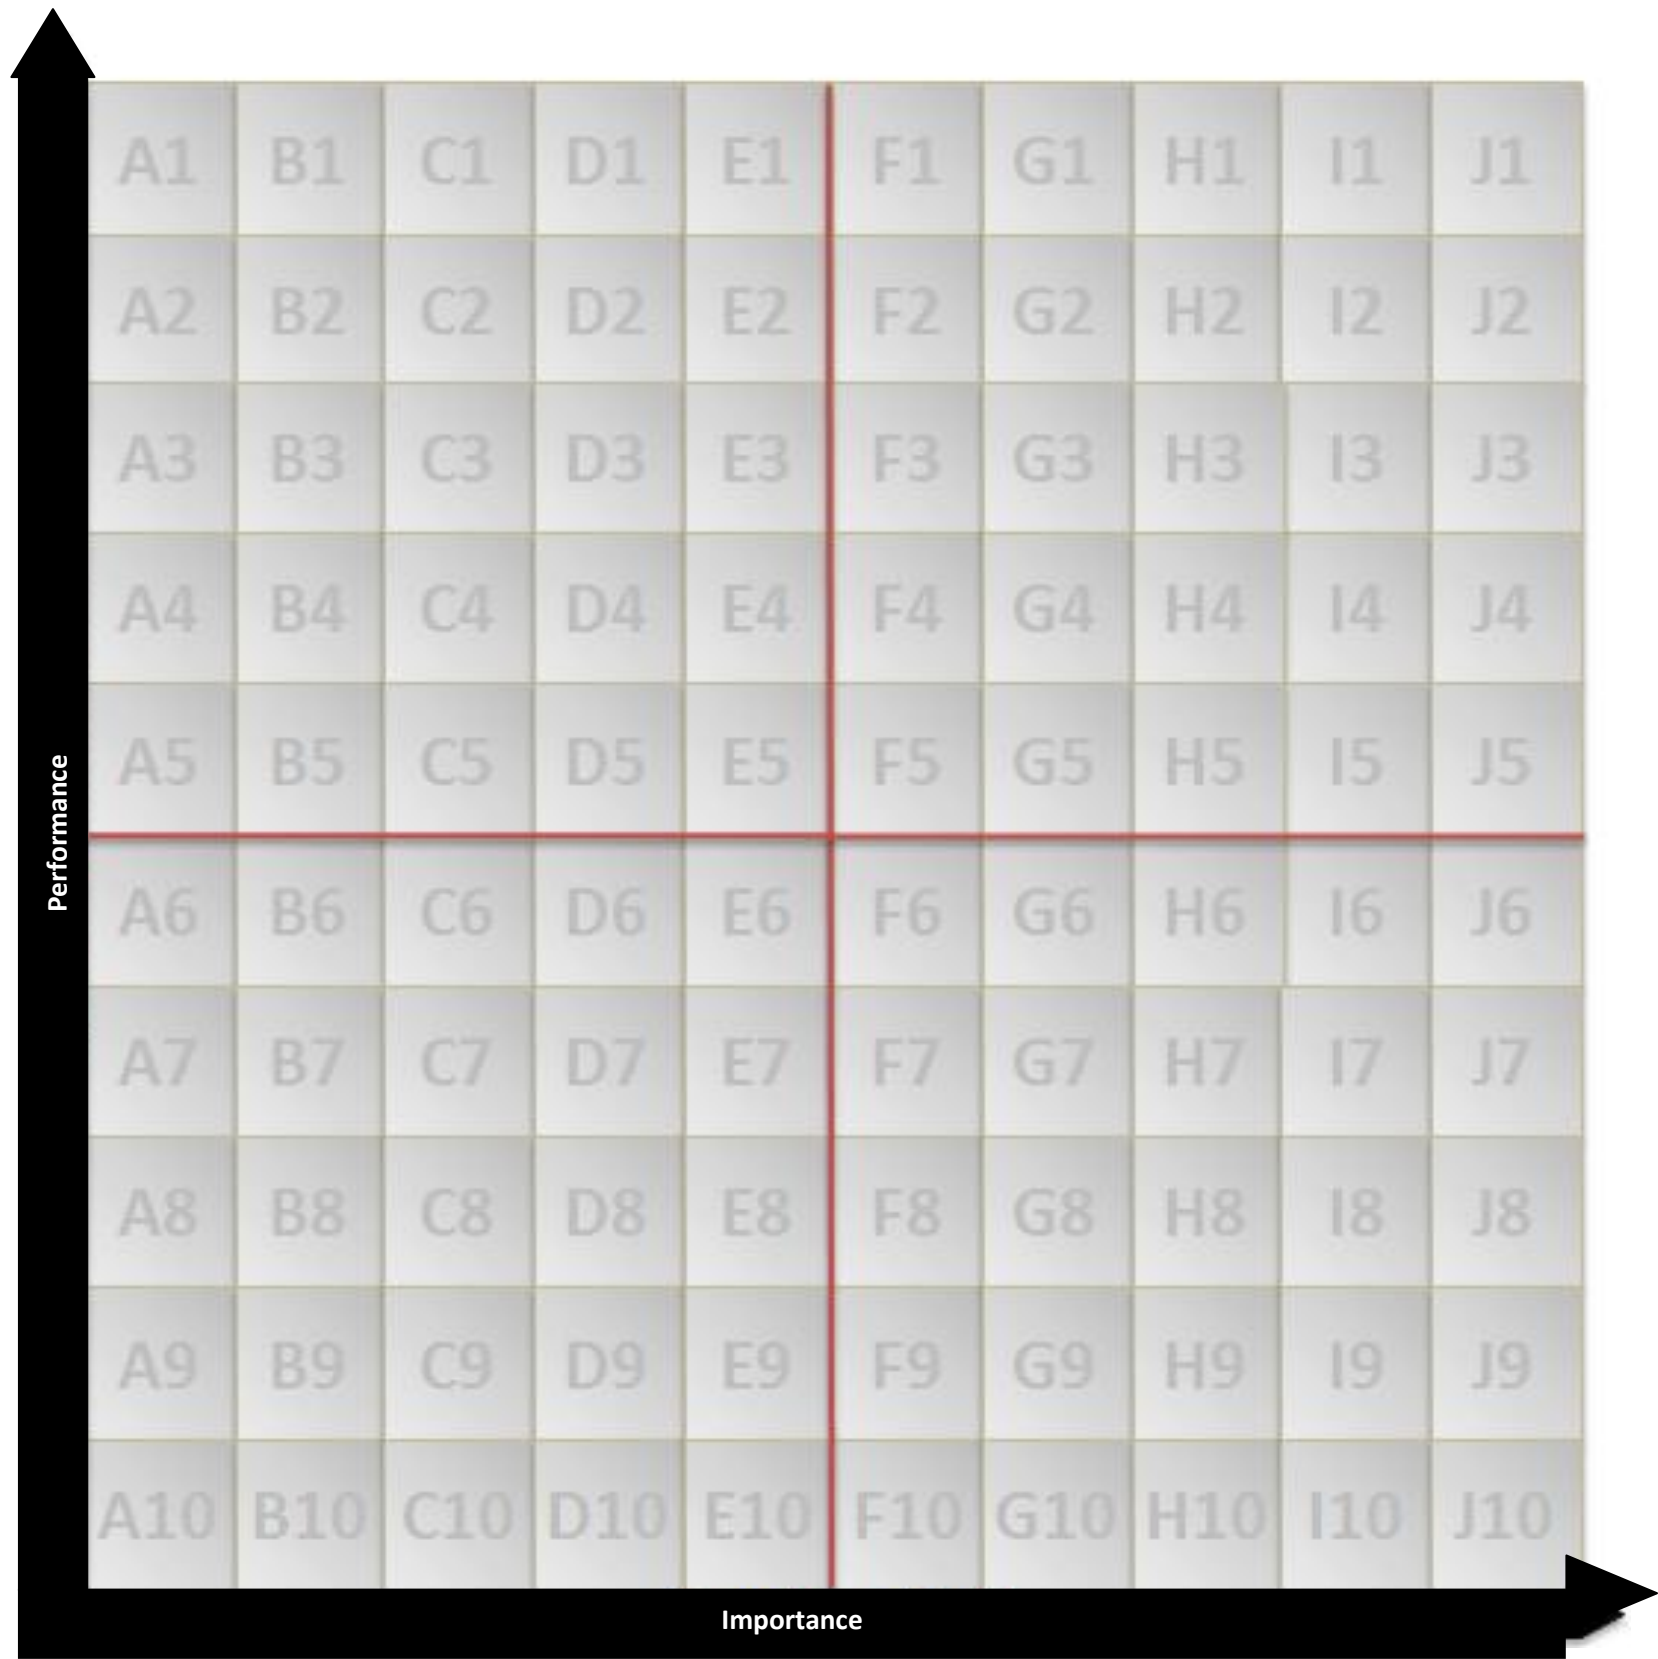 A1 B1 C1 D1 E1 F1 G1 H1 I1 J1
A2 B2 C2 D2 E2 F2 G2 H2 I2 J2
A3 B3 C3 D3 E3 F3 G3 H3 I3 J3
A4 B4 C4 D4 E4 F4 G4 H4 I4 J4
A5 B5 C5 D5 E5 F5 G5 H5 I5 J5
Performance
A6 B6 C6 D6 E6 F6 G6 H6 I6 J6
A7 B7 C7 D7 E7 F7 G7 H7 I7 J7
A8 B8 C8 D8 E8 F8 G8 H8 I8 J8
A9 B9 C9 D9 E9 F9 G9 H9 I9 J9
A10 B10 C10 D10 E10 F10 G10 H10 I10 J10
Importance